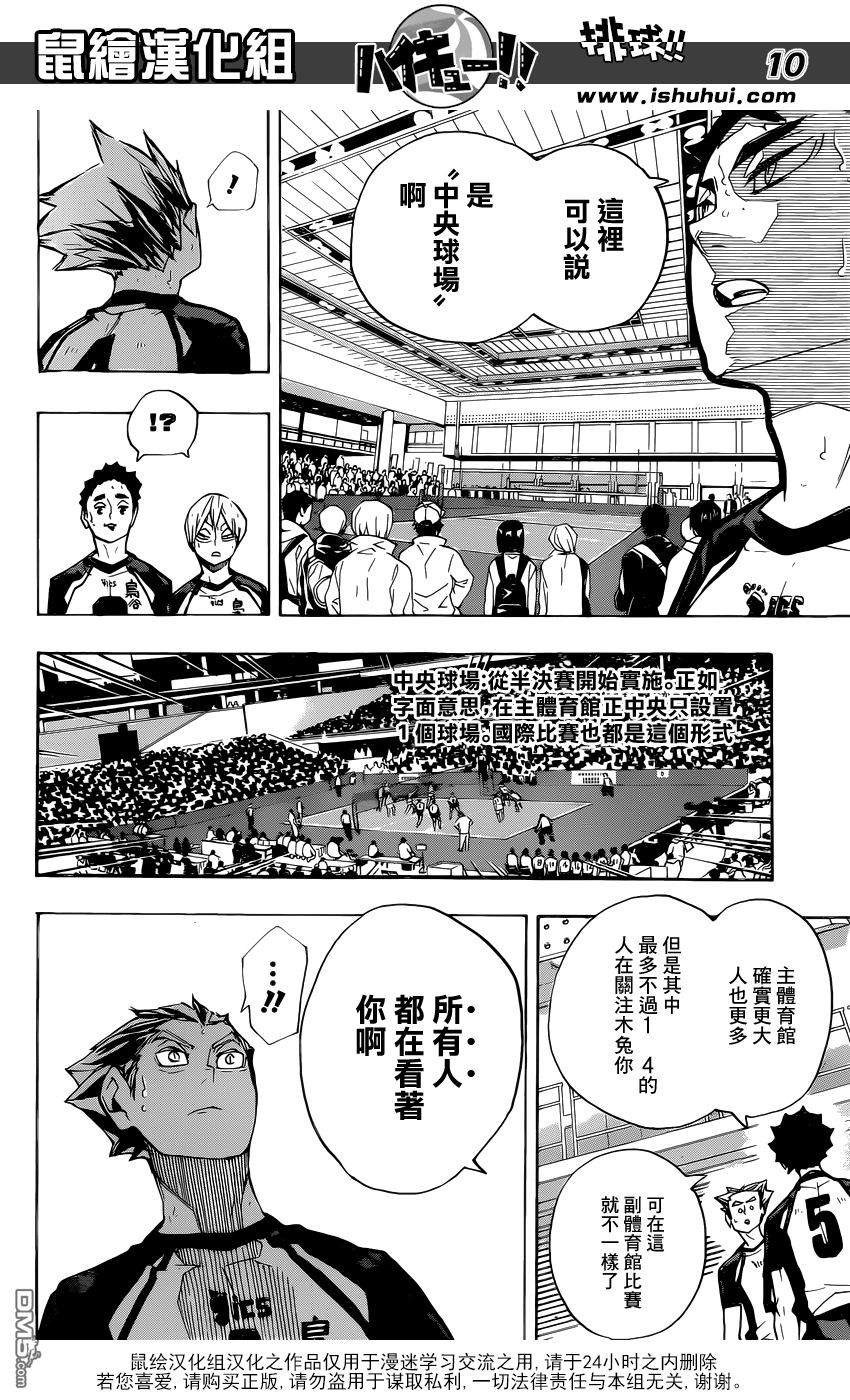 鼠繪漢化組
ハイキュー!!
排球!!
10
www.ishuhui.com
這裡
可以說
是
〝中央球場〞
啊
!
!?
VICS
梟谷
中央球場:從半決賽開始實施。正如
字面意思,在主體育館正中央只設置
1個球場。國際比賽也都是這個形式
主體育館
確實更大
人也更多
但是其中
最多不過1 4的
人在關注木兔你
可在這
副體育館比賽
就不一樣了
5
所有人
都在看著
你啊
…!!
DM5.com
鼠绘汉化组汉化之作品仅用于漫迷学习交流之用, 请于24小时之内删除
若您喜爱, 请购买正版, 请勿盗用于谋取私利, 一切法律责任与本组无关, 谢谢。